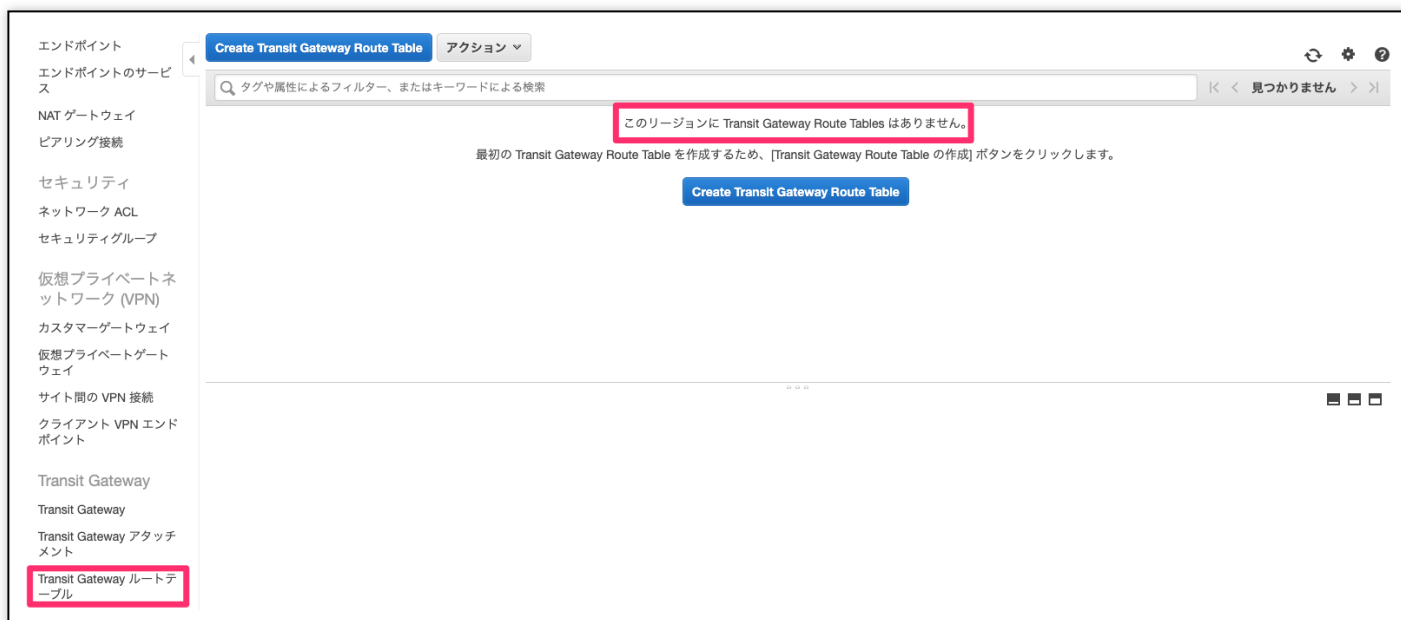 エンドポイント
エンドポイントのサービ
ス
NAT ゲートウェイ
ピアリング接続
セキュリティ
ネットワーク ACL
セキュリティグループ
仮想プライベートネ
ットワーク (VPN)
カスタマーゲートウェイ
仮想プライベートゲート
ウェイ
サイト間の VPN 接続
クライアント VPN エンド
ポイント
Transit Gateway
Transit Gateway
Transit Gateway アタッチ
メント
Transit Gateway ルートテ
ーブル
Create Transit Gateway Route Table アクション
タグや属性によるフィルター、またはキーワードによる検索 見つかりません
このリージョンに Transit Gateway Route Tables はありません。
最初の Transit Gateway Route Table を作成するため、[Transit Gateway Route Table の作成] ボタンをクリックします。
Create Transit Gateway Route Table